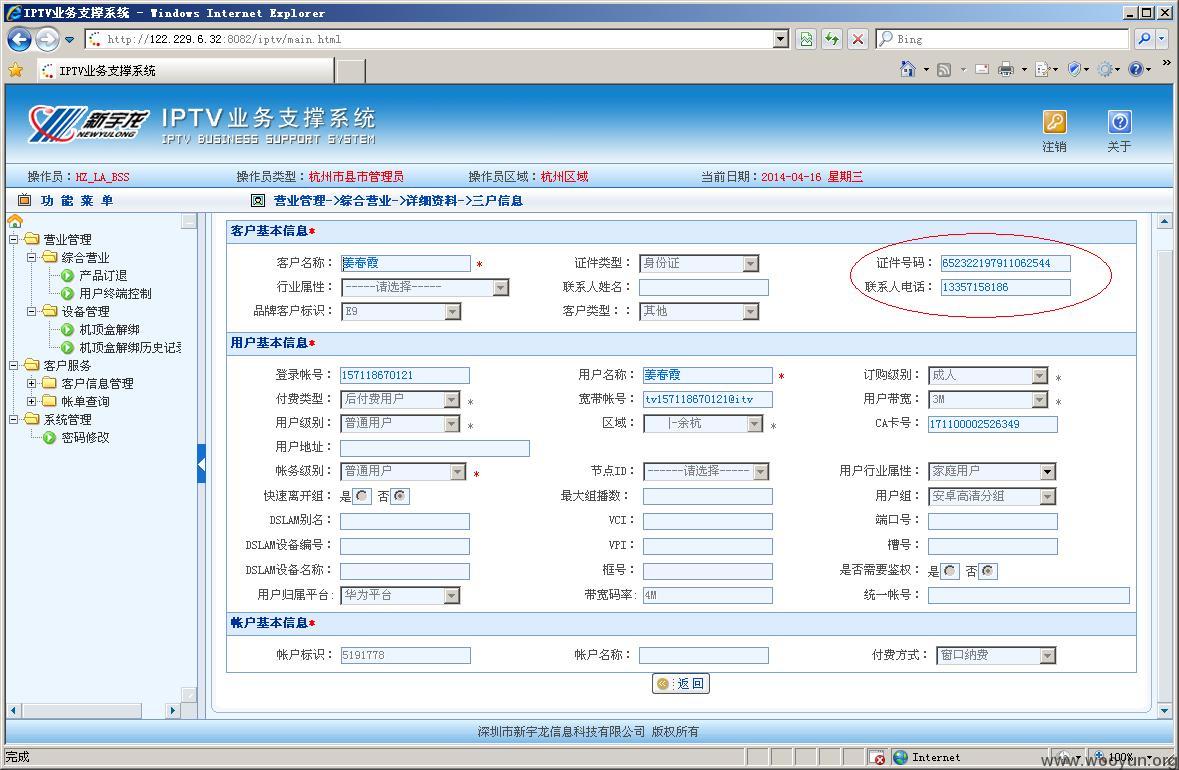 IPTV业务支撑系统 - Windows Internet Explorer
http://122.229.6.32:8082/iptv/main.html
Bing
IPTV业务支撑系统
新宇龙 NEWYULONG
IPTV业务支撑系统
IPTV BUSINESS SUPPORT SYSTEM
注销 关于
操作员：HZ_LA_BSS 操作员类型：杭州市县市管理员 操作员区域：杭州区域 当前日期：2014-04-16 星期三
功 能 菜 单 营业管理->综合营业->详细资料->三户信息
营业管理
综合营业
产品订退
用户终端控制
设备管理
机顶盒解绑
机顶盒解绑历史记录
客户服务
客户信息管理
帐单查询
系统管理
密码修改
客户基本信息*
客户名称： 姜春霞 * 证件类型： 身份证 证件号码： 652322197911062544
行业属性： -----请选择----- 联系人姓名： 联系人电话： 13357158186
品牌客户标识： E9 客户类型：： 其他
用户基本信息*
登录帐号： 157118670121 用户名称： 姜春霞 * 订购级别： 成人 *
付费类型： 后付费用户 * 宽带帐号： tv157118670121@itv 用户带宽： 3M *
用户级别： 普通用户 * 区域： |-余杭 * CA卡号： 171100002526349
用户地址：
帐务级别： 普通用户 * 节点ID： ------请选择----- 用户行业属性： 家庭用户
快速离开组： 是 否 最大组播数： 用户组： 安卓高清分组
DSLAM别名： VCI： 端口号：
DSLAM设备编号： VPI： 槽号：
DSLAM设备名称： 框号： 是否需要鉴权： 是 否
用户归属平台： 华为平台 带宽码率： 4M 统一帐号：
帐户基本信息*
帐户标识： 5191778 帐户名称： 付费方式： 窗口纳费
返回
深圳市新宇龙信息科技有限公司 版权所有
完成 Internet 100%
www.wooyun.org